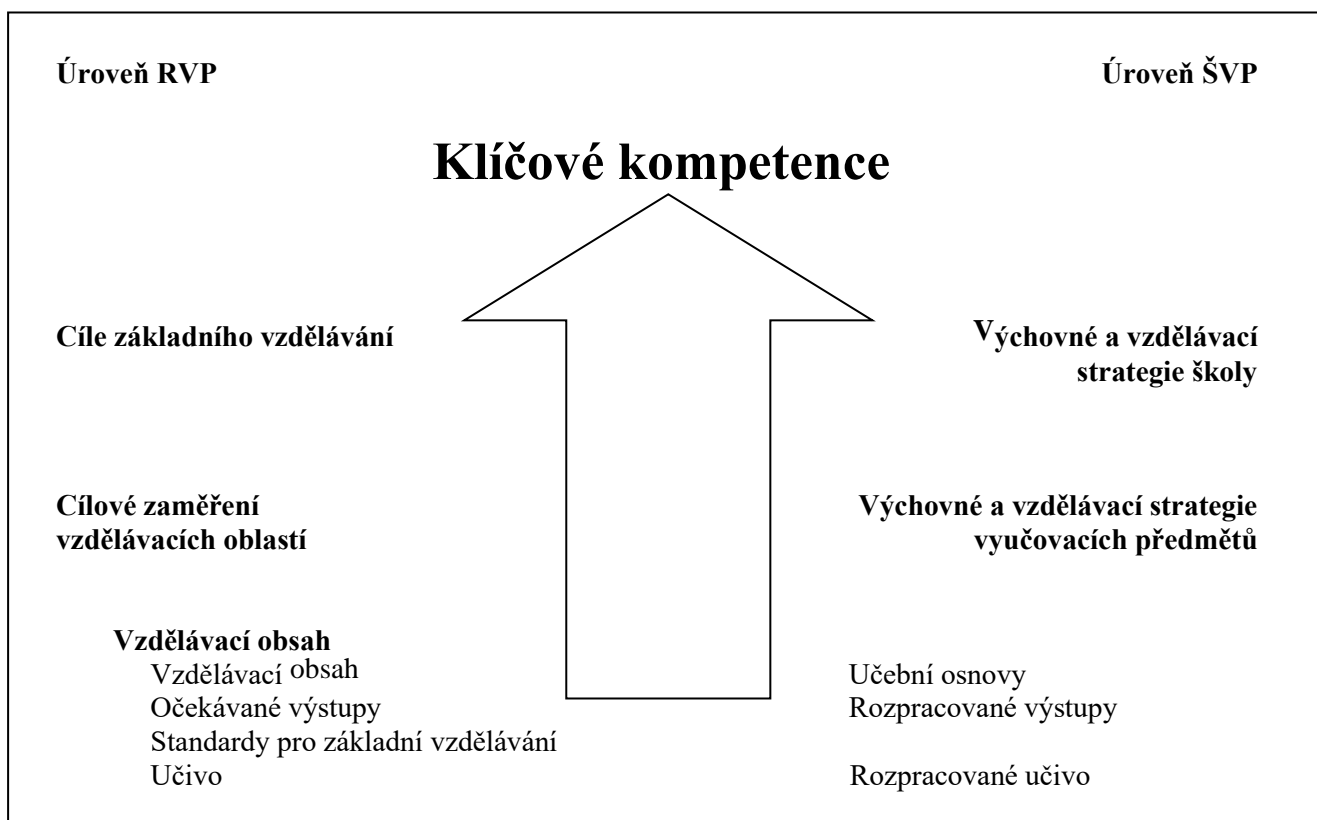 Úroveň RVP
Úroveň ŠVP
Klíčové kompetence
Cíle základního vzdělávání
Výchovné a vzdělávací
strategie školy
Cílové zaměření
vzdělávacích oblastí
Výchovné a vzdělávací strategie
vyučovacích předmětů
Vzdělávací obsah
Vzdělávací obsah
Očekávané výstupy
Standardy pro základní vzdělávání
Učivo
Učební osnovy
Rozpracované výstupy
Rozpracované učivo